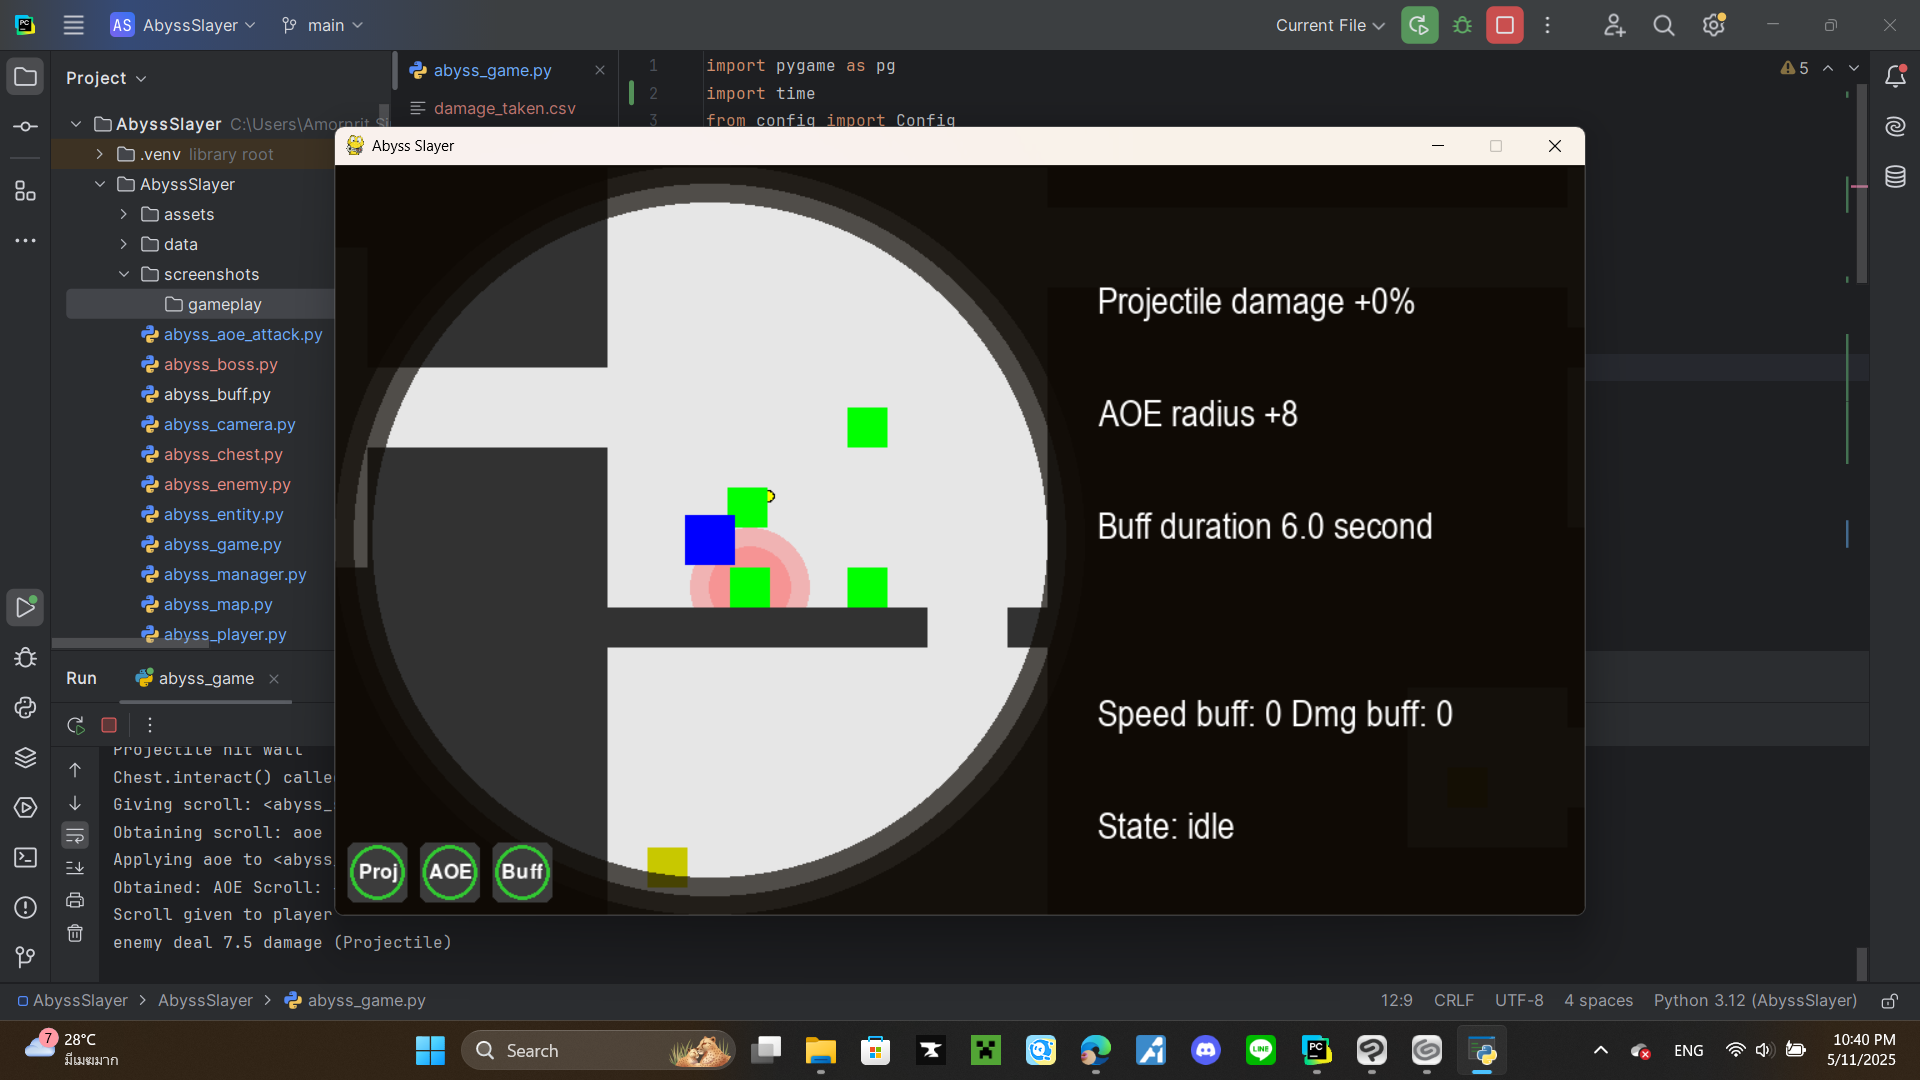 AS AbyssSlayer main Current File
Project
AbyssSlayer C:\Users\Amornrit Si
.venv library root
AbyssSlayer
assets
data
screenshots
gameplay
abyss_aoe_attack.py
abyss_boss.py
abyss_buff.py
abyss_camera.py
abyss_chest.py
abyss_enemy.py
abyss_entity.py
abyss_game.py
abyss_manager.py
abyss_map.py
abyss_player.py
abyss_game.py
damage_taken.csv
1 import pygame as pg
2 import time
3 from config import Config
5
Abyss Slayer
Projectile damage +0%
AOE radius +8
Buff duration 6.0 second
Speed buff: 0 Dmg buff: 0
State: idle
Proj AOE Buff
Run abyss_game
Projectile hit wall
Chest.interact() calle
Giving scroll: <abyss_
Obtaining scroll: aoe
Applying aoe to <abyss
Obtained: AOE Scroll:
Scroll given to player
enemy deal 7.5 damage (Projectile)
AbyssSlayer > AbyssSlayer > abyss_game.py
12:9 CRLF UTF-8 4 spaces Python 3.12 (AbyssSlayer)
7 28°C
มีเมฆมาก
Search
PC
LINE
PC
ENG
10:40 PM
5/11/2025